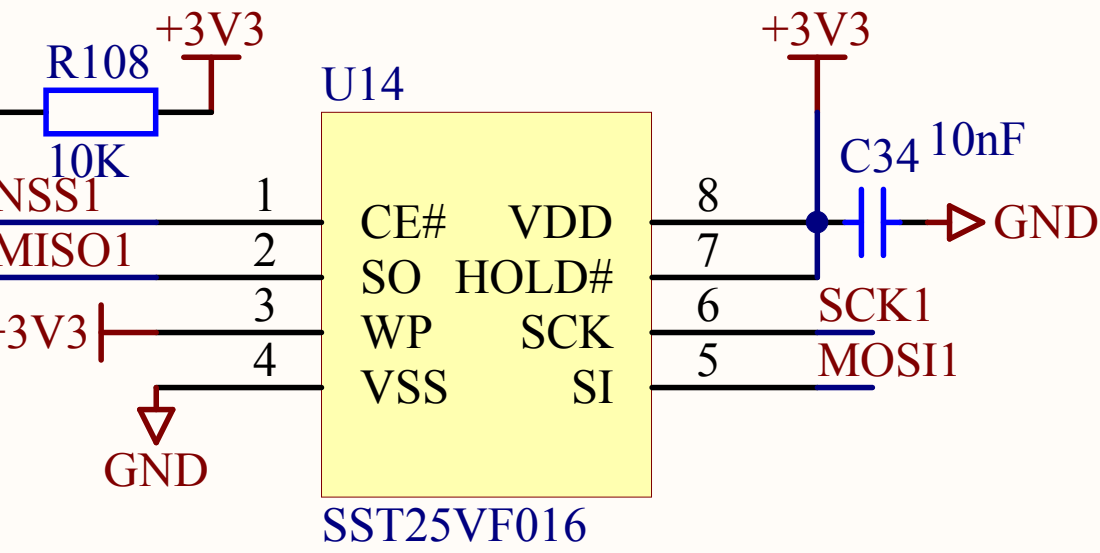 +3V3
+3V3
R108
U14
10K
C34 10nF
NSS1
1
CE#
VDD
8
GND
MISO1
2
SO
HOLD#
7
+3V3
3
WP
SCK
6
SCK1
4
VSS
SI
5
MOSI1
GND
SST25VF016